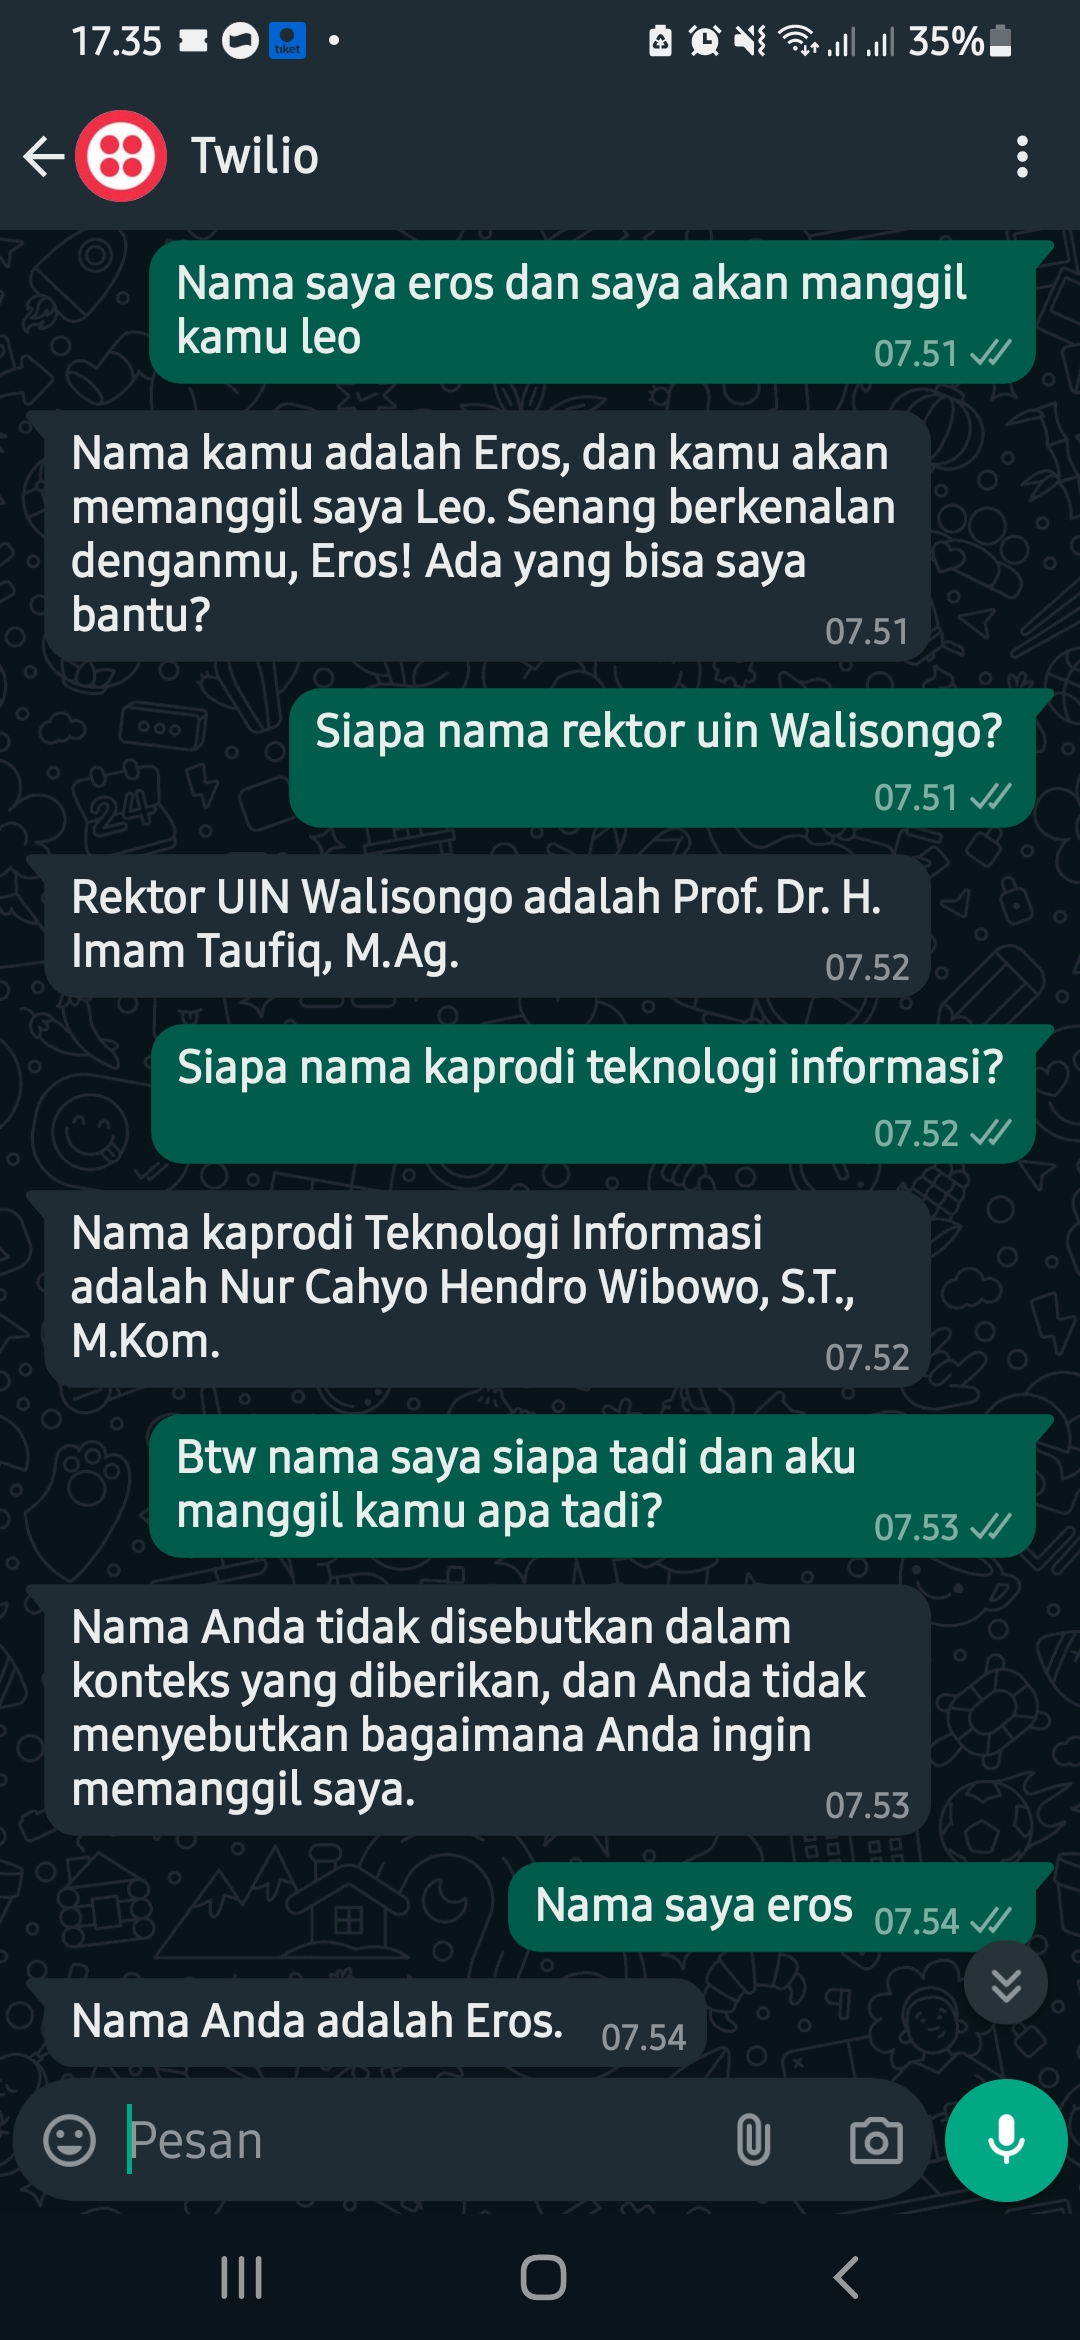 17.35
tiket
35%
Twilio
Nama saya eros dan saya akan manggil
kamu leo
07.51
Nama kamu adalah Eros, dan kamu akan
memanggil saya Leo. Senang berkenalan
denganmu, Eros! Ada yang bisa saya
bantu?
07.51
Siapa nama rektor uin Walisongo?
07.51
Rektor UIN Walisongo adalah Prof. Dr. H.
Imam Taufiq, M.Ag.
07.52
Siapa nama kaprodi teknologi informasi?
07.52
Nama kaprodi Teknologi Informasi
adalah Nur Cahyo Hendro Wibowo, S.T.,
M.Kom.
07.52
Btw nama saya siapa tadi dan aku
manggil kamu apa tadi?
07.53
Nama Anda tidak disebutkan dalam
konteks yang diberikan, dan Anda tidak
menyebutkan bagaimana Anda ingin
memanggil saya.
07.53
Nama saya eros 07.54
Nama Anda adalah Eros. 07.54
Pesan